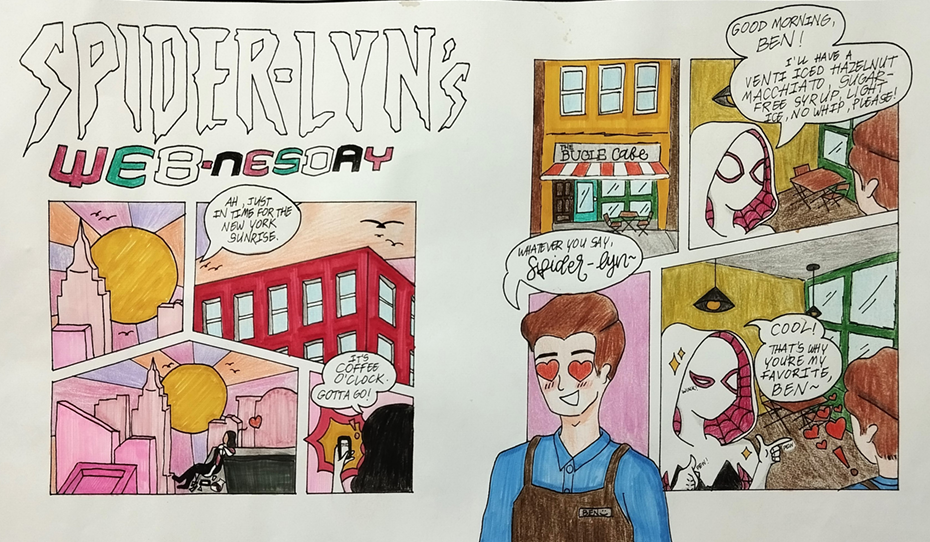 SPIDER-LYN's
WEB-nESDAY
AH, JUST
IN TIME FOR THE
NEW YORK
SUNRISE.
IT'S
COFFEE
O'CLOCK.
GOTTA GO!
THE
BUGLE CAFE
GOOD MORNING,
BEN!
I'LL HAVE A
VENTI ICED HAZELNUT
MACCHIATO, SUGAR-
FREE SYRUP, LIGHT
ICE, NO WHIP, PLEASE!
WHATEVER YOU SAY,
Spider-lyn~
BEN
WINK!
COOL!
THAT'S WHY
YOU'RE MY
FAVORITE,
BEN~
PEW!
PEW!